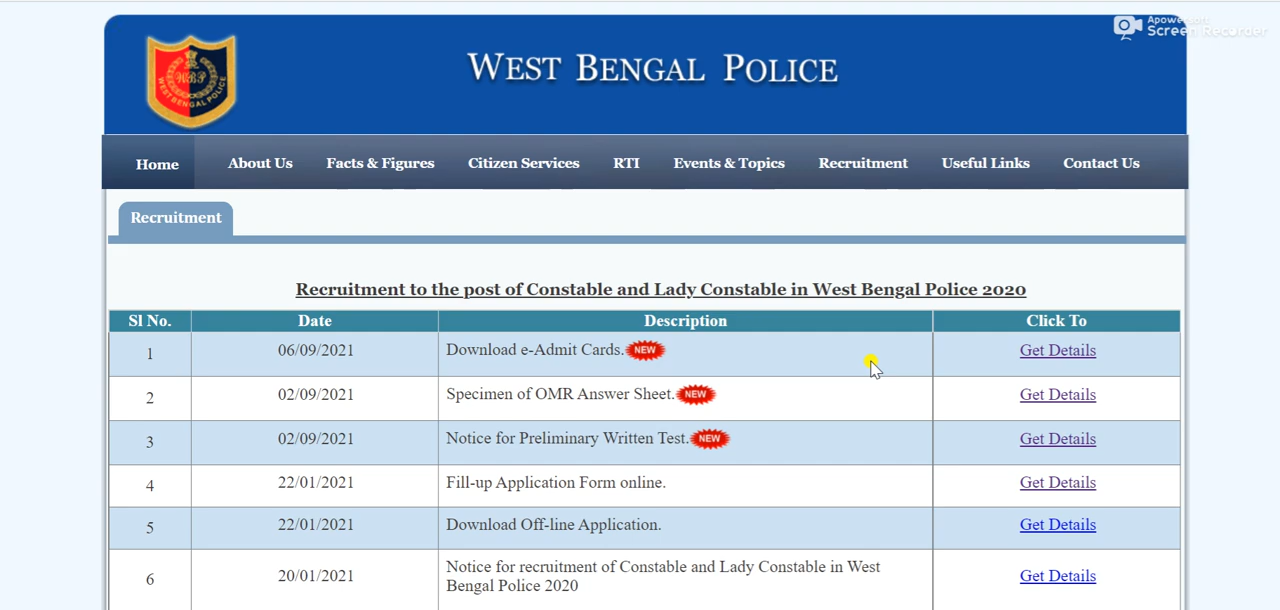 Apowersoft
Screen Recorder
WEST BENGAL POLICE
WBP
WEST BENGAL POLICE
Home About Us Facts & Figures Citizen Services RTI Events & Topics Recruitment Useful Links Contact Us
Recruitment
Recruitment to the post of Constable and Lady Constable in West Bengal Police 2020
Sl No. Date Description Click To
1 06/09/2021 Download e-Admit Cards. NEW Get Details
2 02/09/2021 Specimen of OMR Answer Sheet. NEW Get Details
3 02/09/2021 Notice for Preliminary Written Test. NEW Get Details
4 22/01/2021 Fill-up Application Form online. Get Details
5 22/01/2021 Download Off-line Application. Get Details
6 20/01/2021 Notice for recruitment of Constable and Lady Constable in West Get Details
Bengal Police 2020